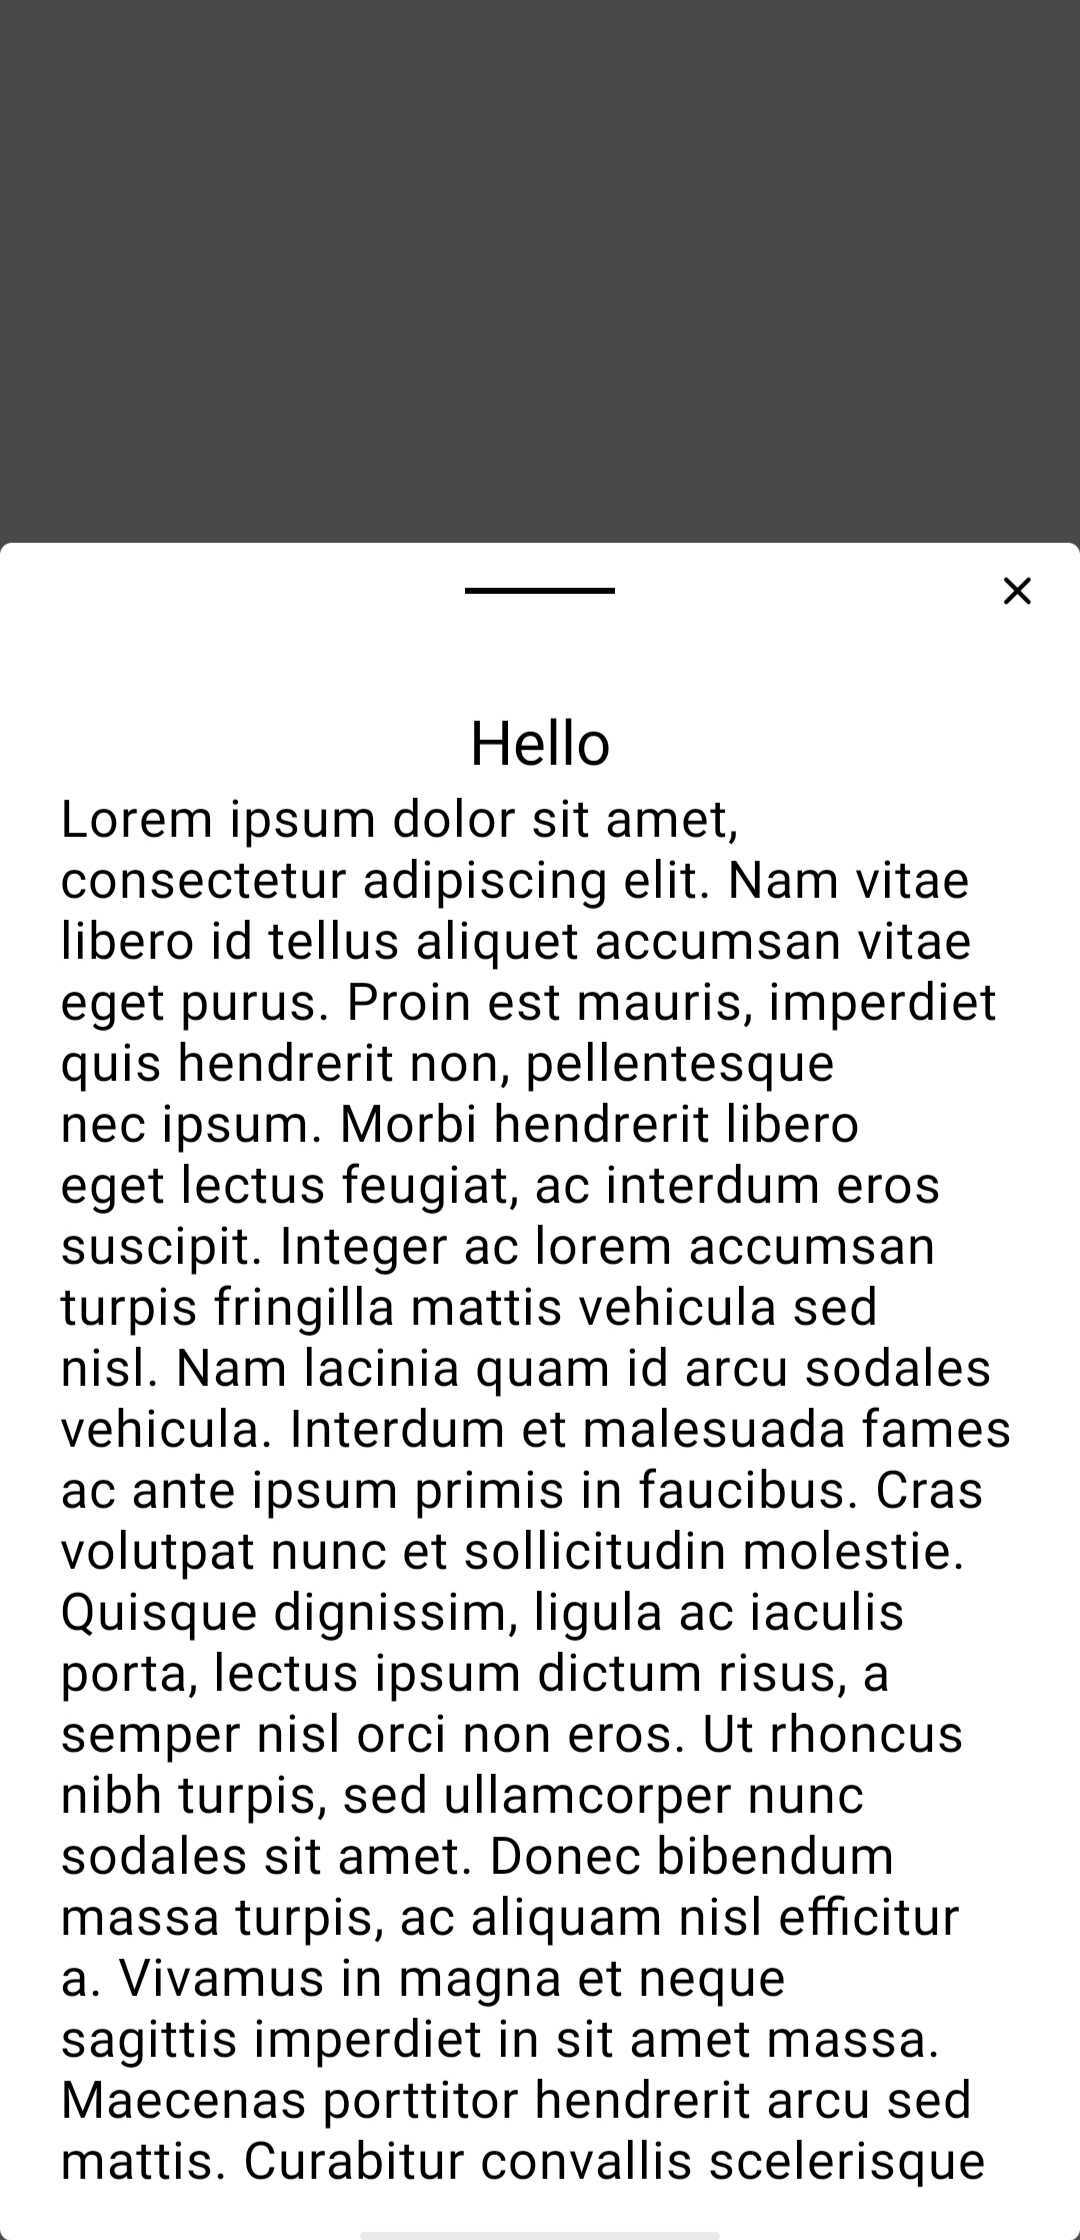 Hello
Lorem ipsum dolor sit amet,
consectetur adipiscing elit. Nam vitae
libero id tellus aliquet accumsan vitae
eget purus. Proin est mauris, imperdiet
quis hendrerit non, pellentesque
nec ipsum. Morbi hendrerit libero
eget lectus feugiat, ac interdum eros
suscipit. Integer ac lorem accumsan
turpis fringilla mattis vehicula sed
nisl. Nam lacinia quam id arcu sodales
vehicula. Interdum et malesuada fames
ac ante ipsum primis in faucibus. Cras
volutpat nunc et sollicitudin molestie.
Quisque dignissim, ligula ac iaculis
porta, lectus ipsum dictum risus, a
semper nisl orci non eros. Ut rhoncus
nibh turpis, sed ullamcorper nunc
sodales sit amet. Donec bibendum
massa turpis, ac aliquam nisl efficitur
a. Vivamus in magna et neque
sagittis imperdiet in sit amet massa.
Maecenas porttitor hendrerit arcu sed
mattis. Curabitur convallis scelerisque